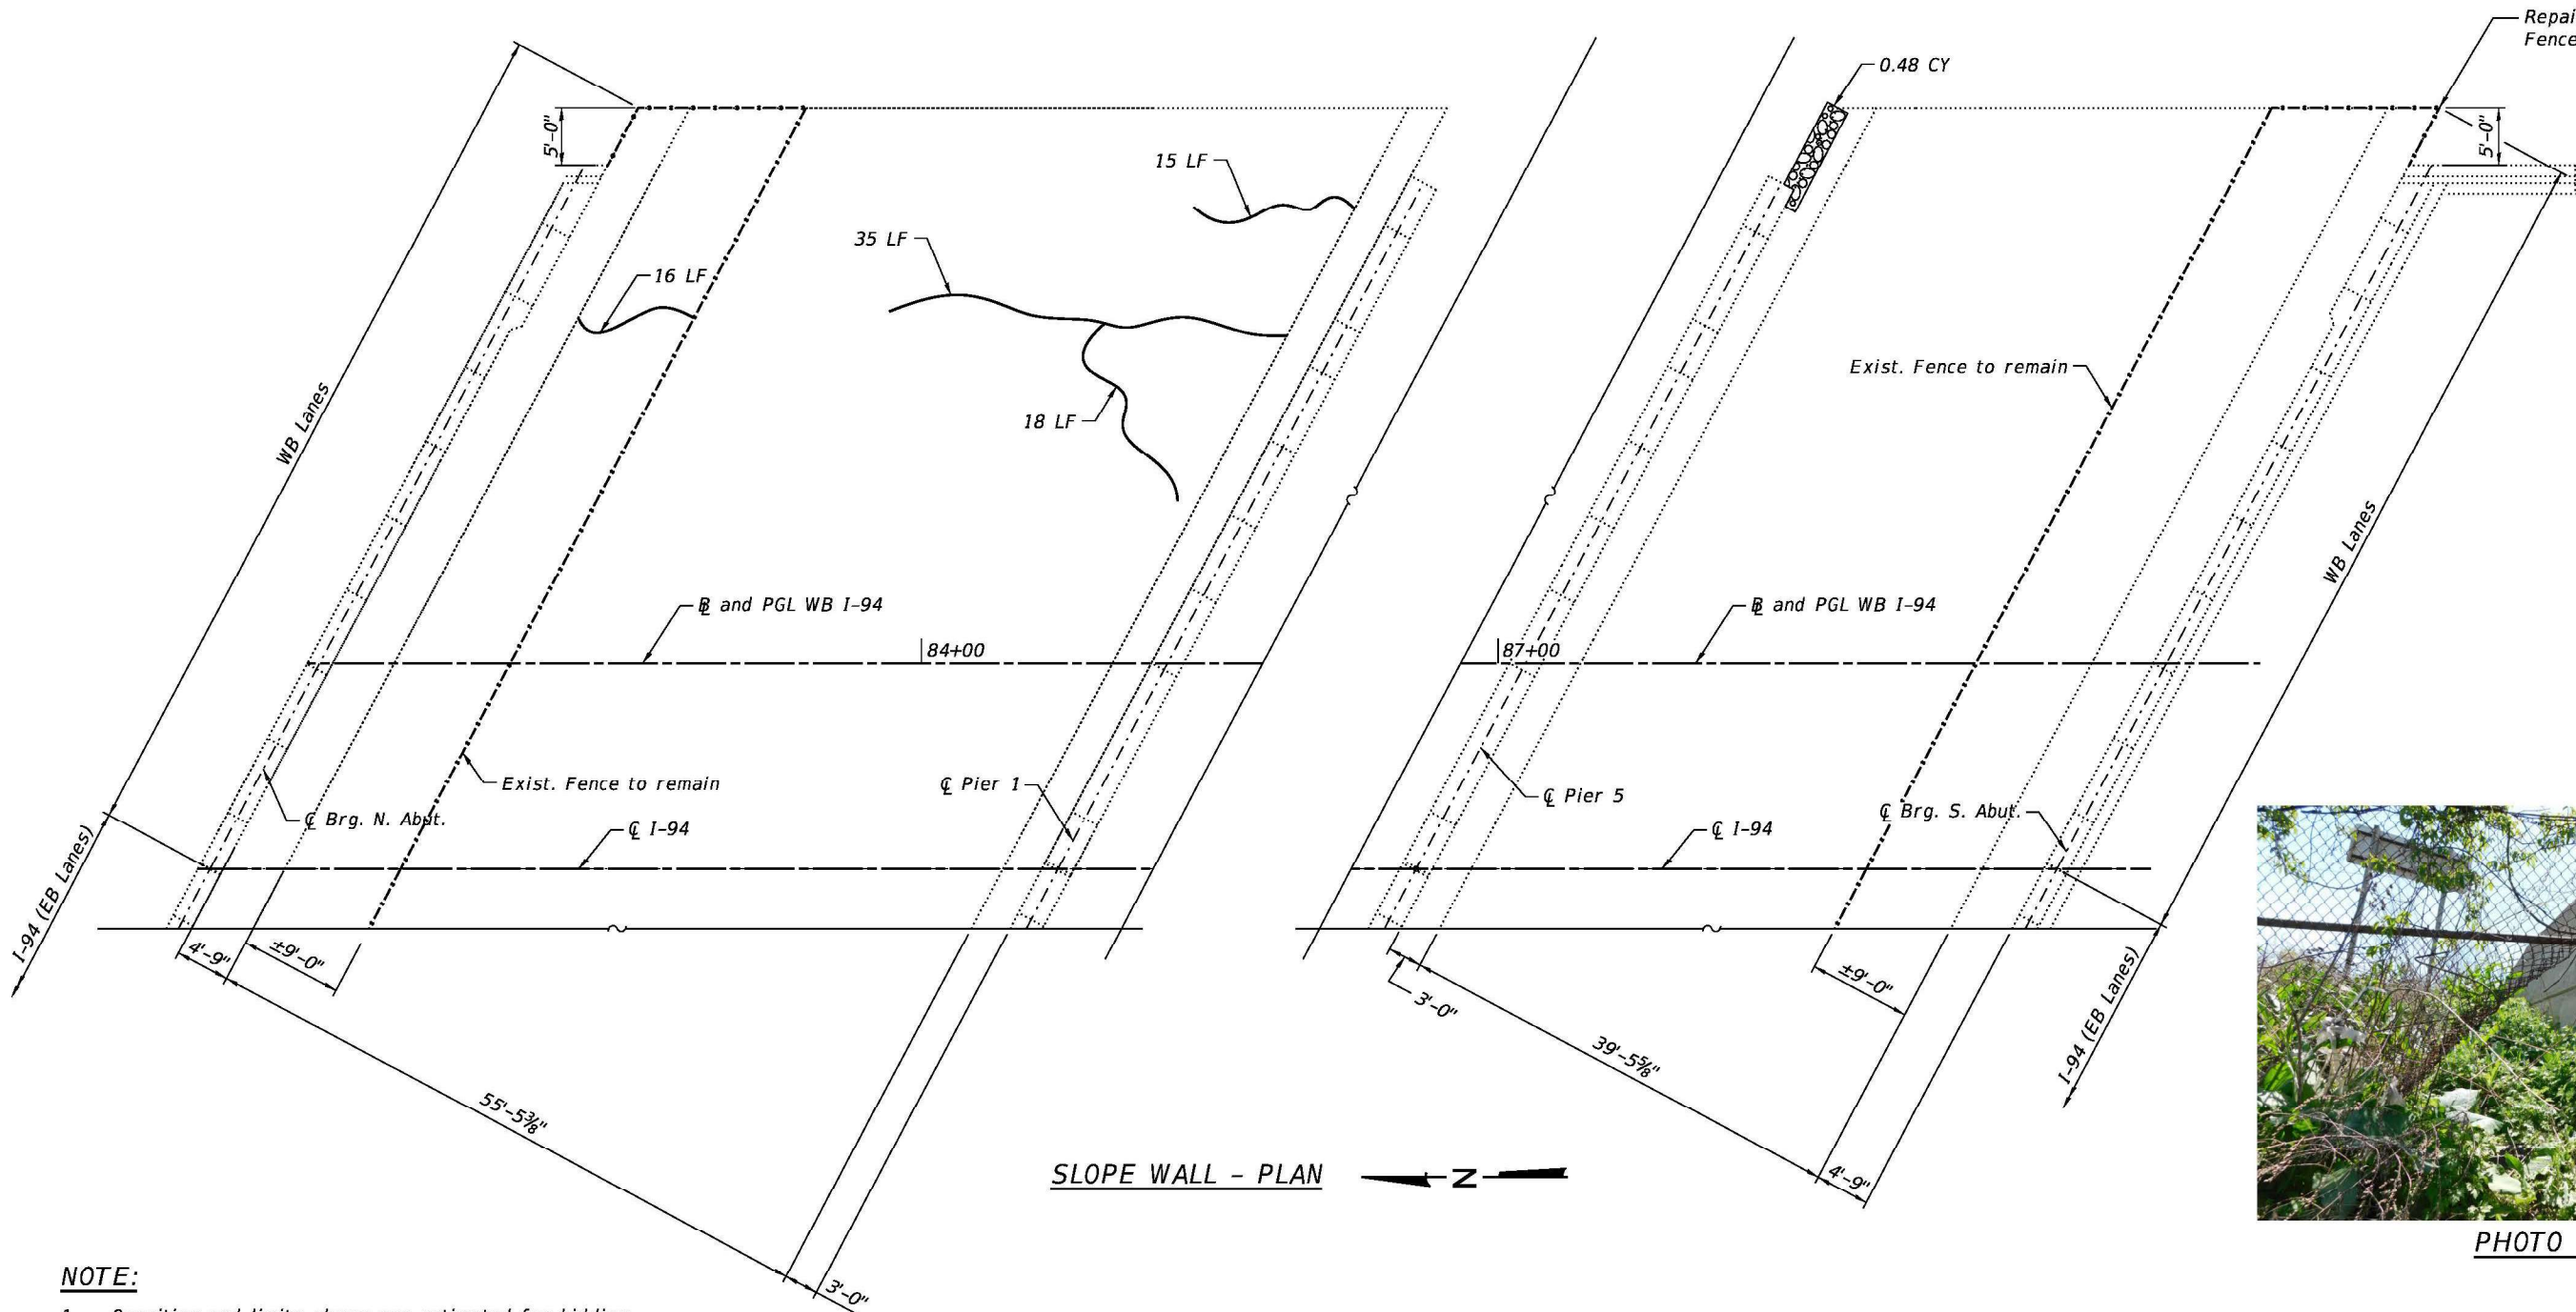 Repai
Fence
0.48 CY
5'-0"
15 LF
5'-0"
35 LF
16 LF
Exist. Fence to remain
WB Lanes
18 LF
WB Lanes
℄ and PGL WB I-94
84+00
℄ and PGL WB I-94
87+00
Exist. Fence to remain
℄ Pier 1
℄ Pier 5
℄ Brg. N. Abut.
℄ I-94
℄ I-94
℄ Brg. S. Abut.
I-94 (EB Lanes)
4'-9"
±9'-0"
3'-0"
±9'-0"
I-94 (EB Lanes)
39'-5⅝"
55'-5⅜"
4'-9"
SLOPE WALL - PLAN
N
PHOTO
NOTE:
3'-0"